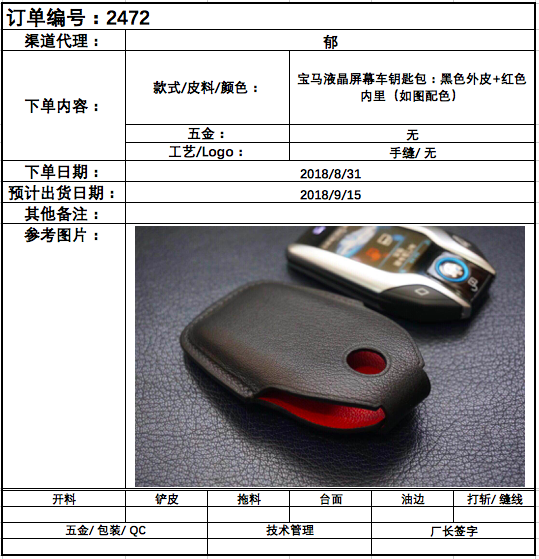 订单编号：2472
渠道代理：
郁
下单内容：
款式/皮料/颜色：
宝马液晶屏幕车钥匙包：黑色外皮+红色
内里（如图配色）
五金：
无
工艺/Logo：
手缝/ 无
下单日期：
2018/8/31
预计出货日期：
2018/9/15
其他备注：
参考图片：
开料
铲皮
拖料
台面
油边
打斩/ 缝线
五金/ 包装/ QC
技术管理
厂长签字